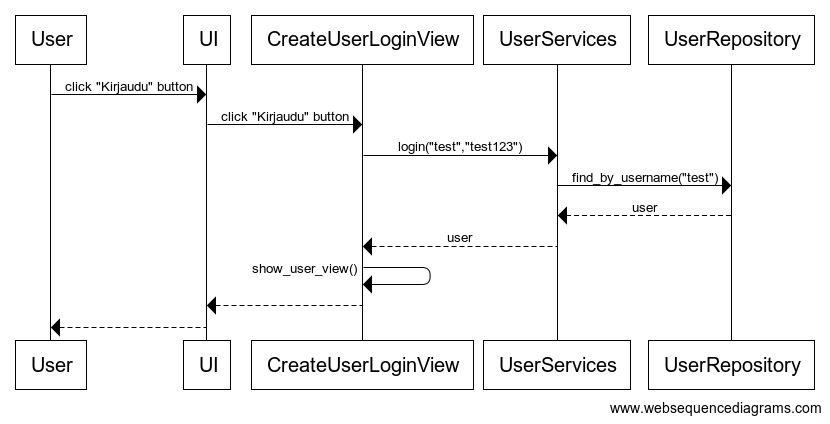 User UI CreateUserLoginView UserServices UserRepository
click "Kirjaudu" button
click "Kirjaudu" button
login("test","test123")
find_by_username("test")
user
user
show_user_view()
User UI CreateUserLoginView UserServices UserRepository
www.websequencediagrams.com